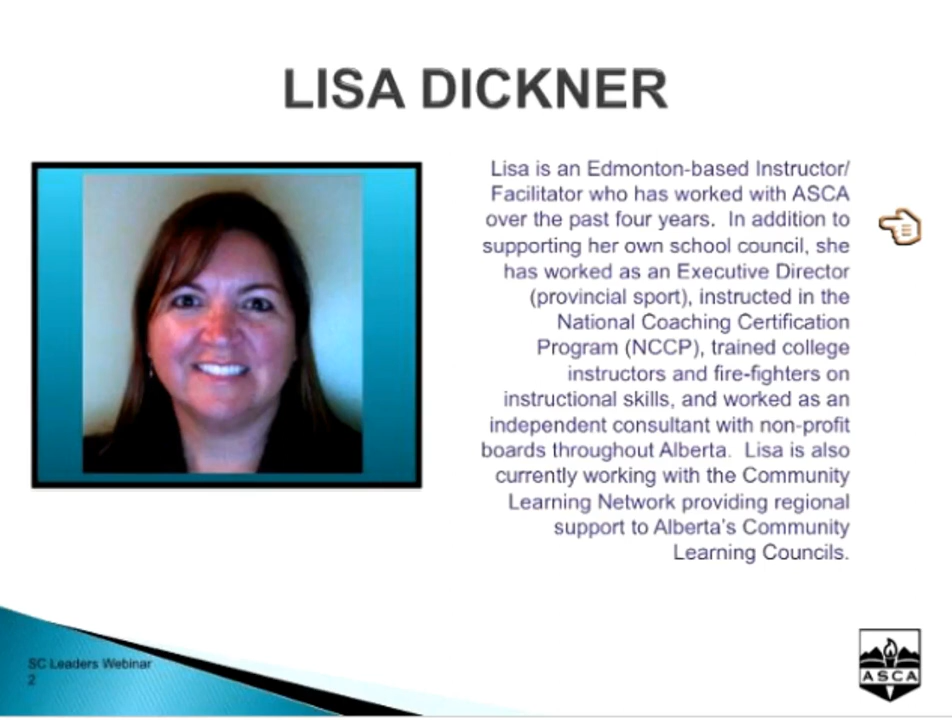 LISA DICKNER
Lisa is an Edmonton-based Instructor/
Facilitator who has worked with ASCA
over the past four years.  In addition to
supporting her own school council, she
has worked as an Executive Director
(provincial sport), instructed in the
National Coaching Certification
Program (NCCP), trained college
instructors and fire-fighters on
instructional skills, and worked as an
independent consultant with non-profit
boards throughout Alberta.  Lisa is also
currently working with the Community
Learning Network providing regional
support to Alberta's Community
Learning Councils.
SC Leaders Webinar
2
ASCA